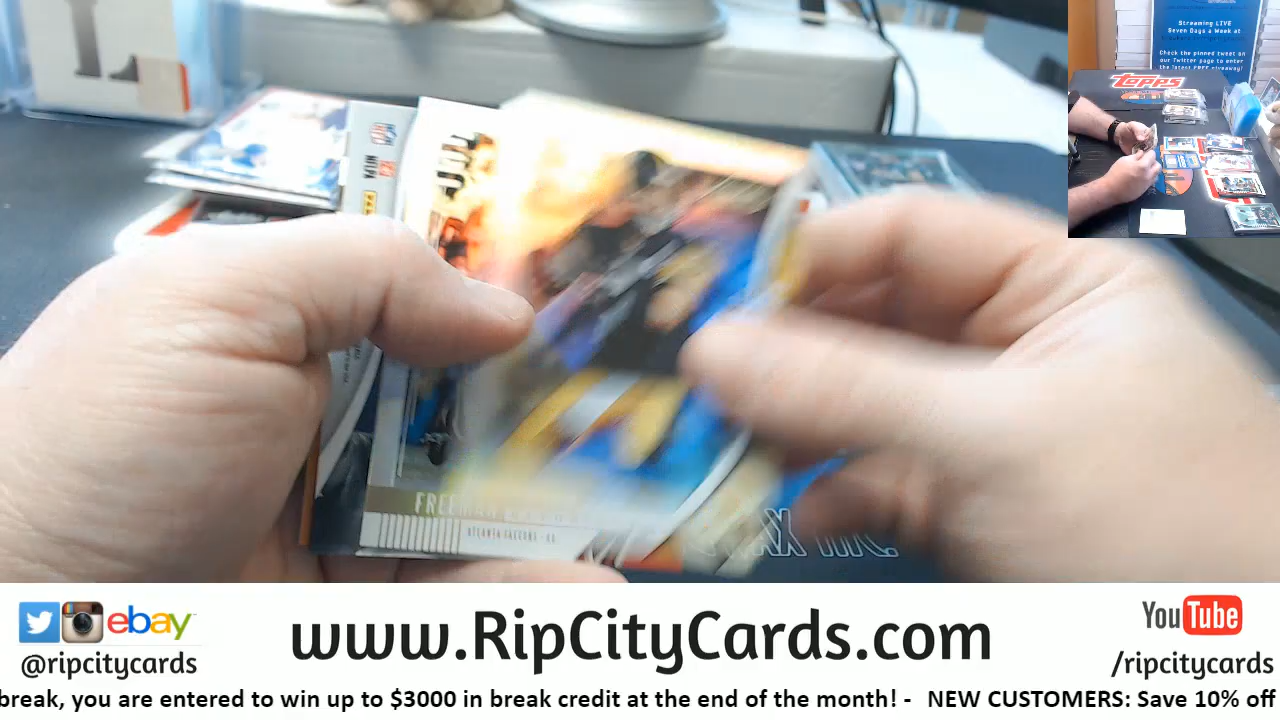 Streaming LIVE
Seven Days a Week at
Check the pinned tweet on
our Twitter page to enter
the latest FREE giveaway!
Topps
NFL
FREEMAN
ATLANTA FALCONS - RB
ebay
@ripcitycards
www.RipCityCards.com
YouTube
/ripcitycards
break, you are entered to win up to $3000 in break credit at the end of the month! - NEW CUSTOMERS: Save 10% off